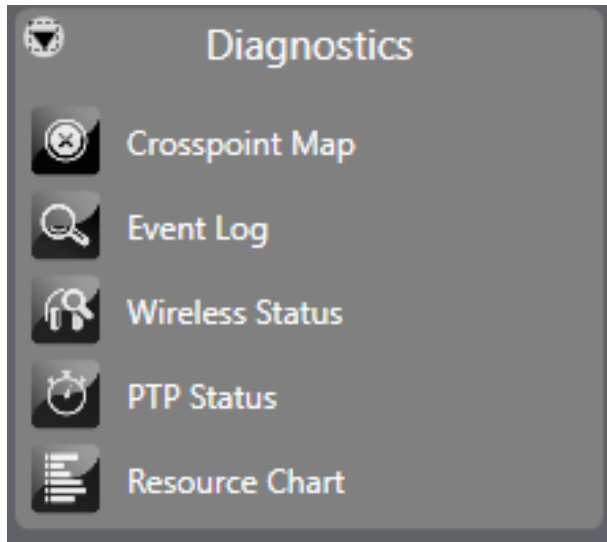 Diagnostics
Crosspoint Map
Event Log
Wireless Status
PTP Status
Resource Chart